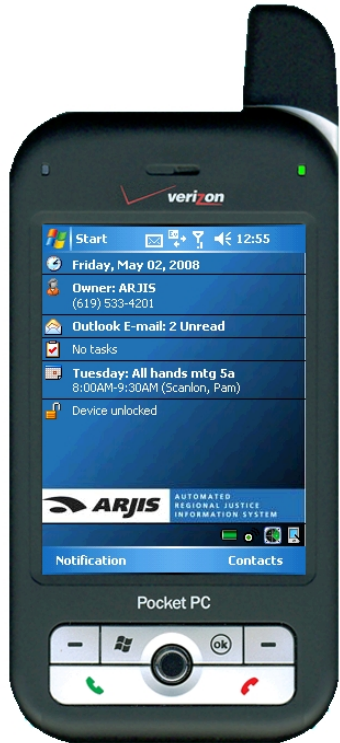 verizon
Start 12:55
Friday, May 02, 2008
Owner: ARJIS
(619) 533-4201
Outlook E-mail: 2 Unread
No tasks
Tuesday: All hands mtg 5a
8:00AM-9:30AM (Scanlon, Pam)
Device unlocked
ARJIS
AUTOMATED
REGIONAL JUSTICE
INFORMATION SYSTEM
Notification Contacts
Pocket PC
ok